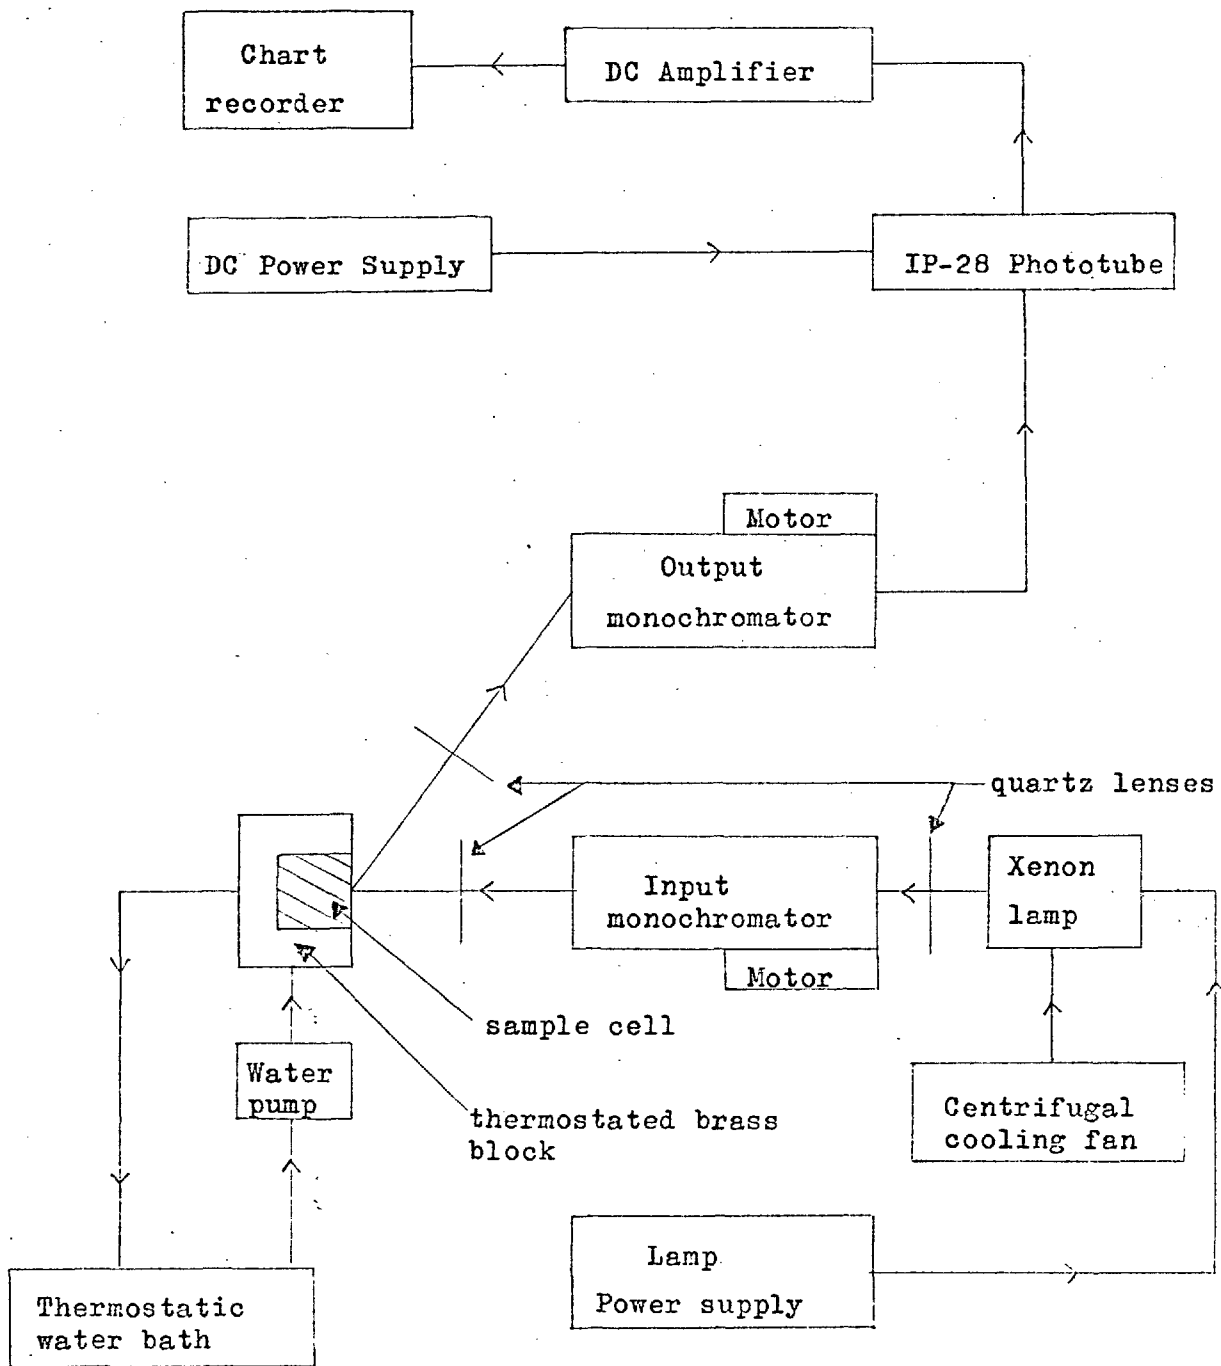 Chart
recorder
DC Amplifier
DC Power Supply
IP-28 Phototube
Motor
Output
monochromator
quartz lenses
Input
monochromator
Motor
Xenon
lamp
sample cell
Water
pump
thermostated brass
block
Centrifugal
cooling fan
Lamp
Power supply
Thermostatic
water bath